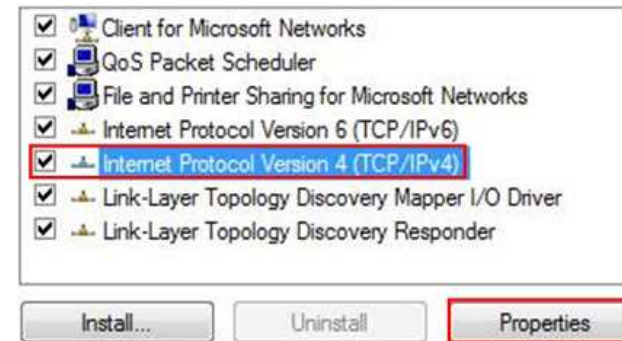 Client for Microsoft Networks
QoS Packet Scheduler
File and Printer Sharing for Microsoft Networks
Internet Protocol Version 6 (TCP/IPv6)
Internet Protocol Version 4 (TCP/IPv4)
Link-Layer Topology Discovery Mapper I/O Driver
Link-Layer Topology Discovery Responder
Install... Uninstall Properties